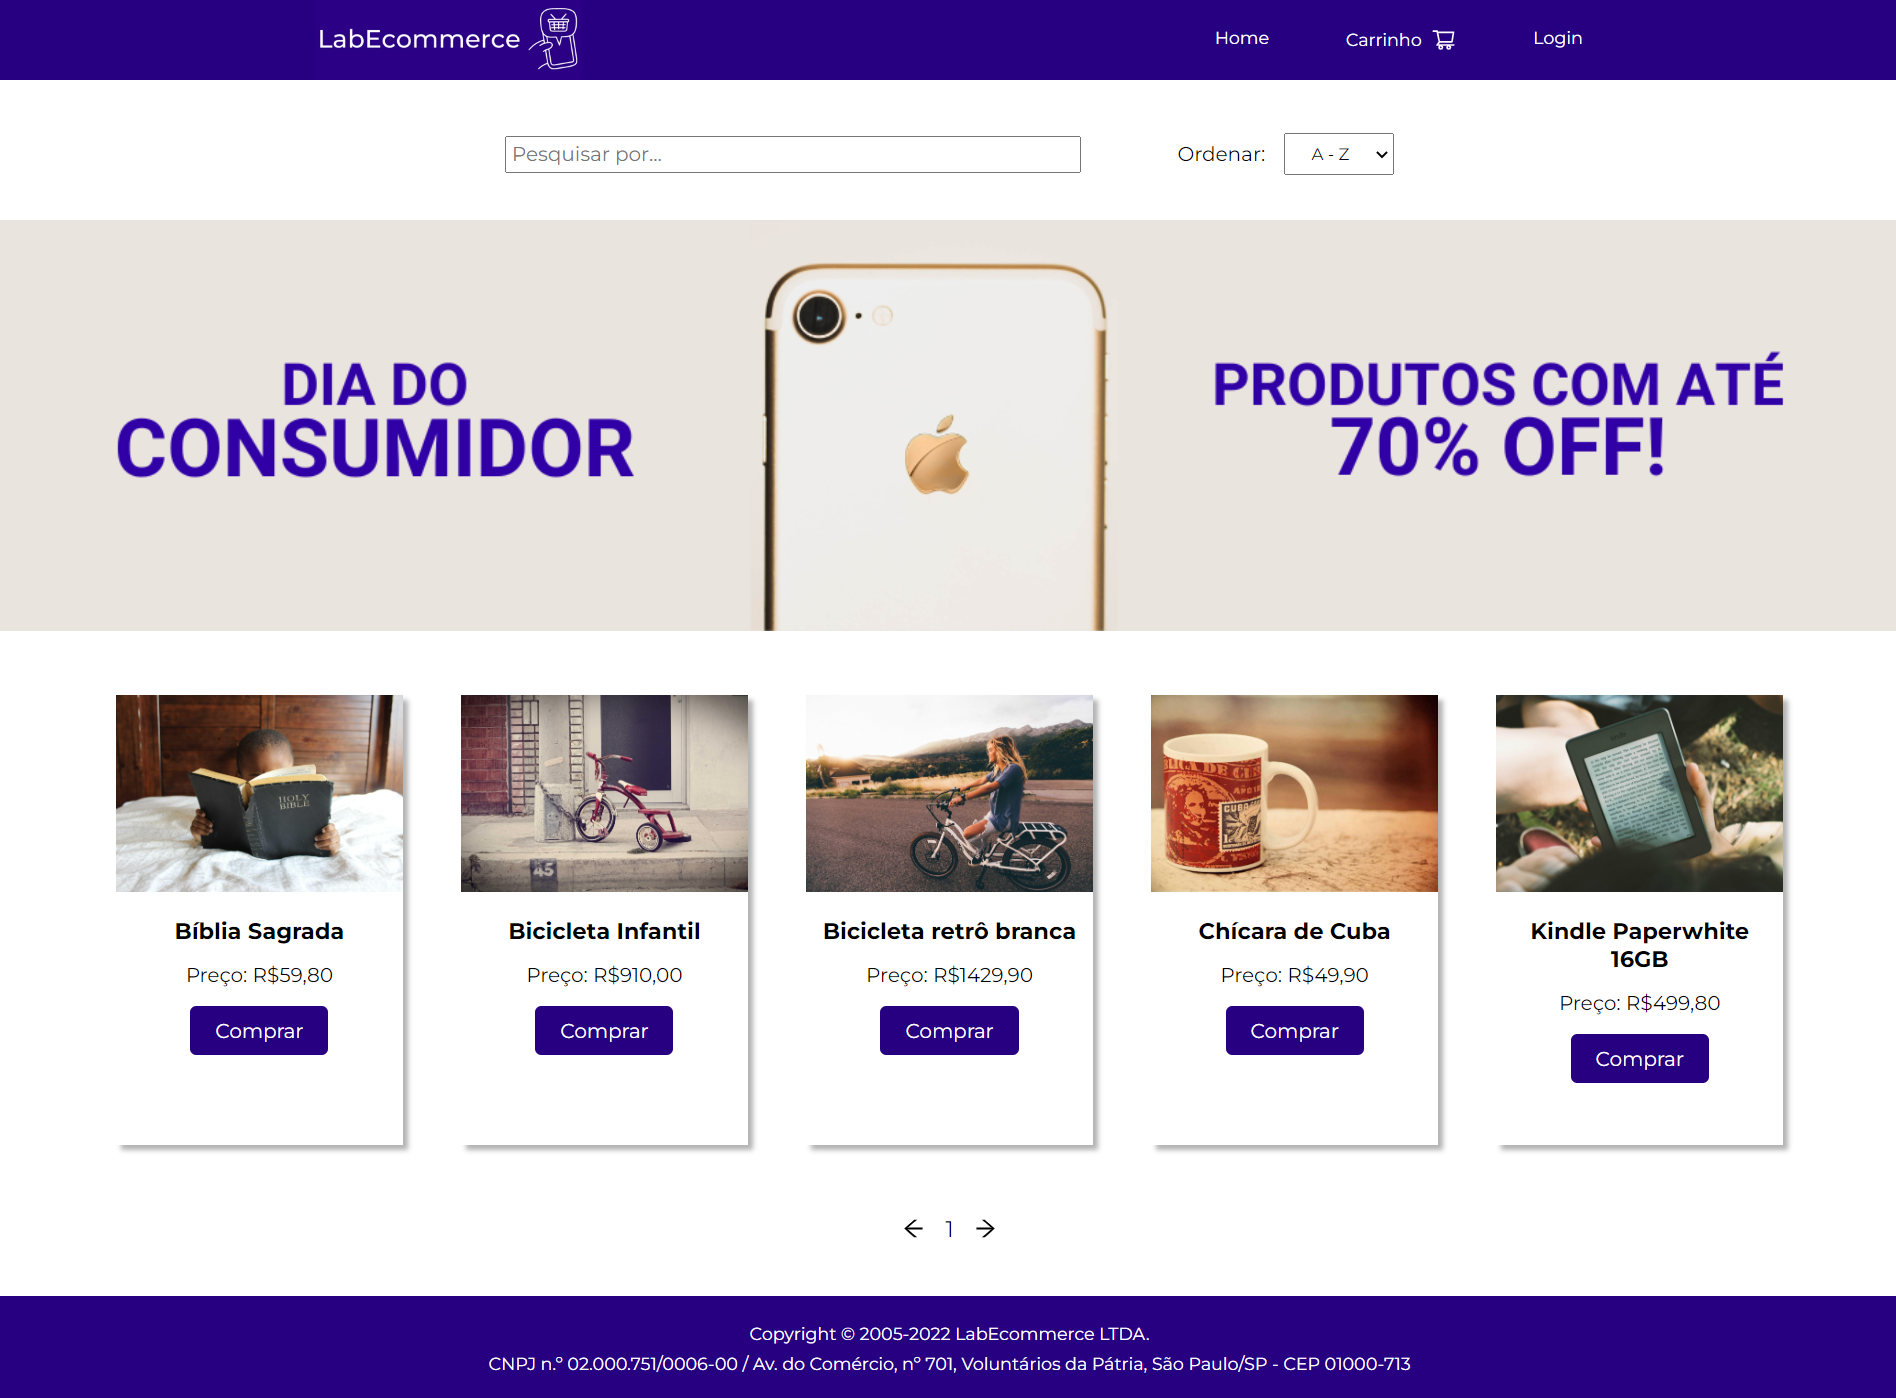 LabEcommerce
Home
Carrinho
Login
Pesquisar por...
Ordenar:
A - Z
DIA DO
CONSUMIDOR
PRODUTOS COM ATÉ
70% OFF!
HOLY
BIBLE
45
CUBA
kindle
Bíblia Sagrada
Preço: R$59,80
Comprar
Bicicleta Infantil
Preço: R$910,00
Comprar
Bicicleta retrô branca
Preço: R$1429,90
Comprar
Chícara de Cuba
Preço: R$49,90
Comprar
Kindle Paperwhite
16GB
Preço: R$499,80
Comprar
1
Copyright © 2005-2022 LabEcommerce LTDA.
CNPJ n.º 02.000.751/0006-00 / Av. do Comércio, nº 701, Voluntários da Pátria, São Paulo/SP - CEP 01000-713